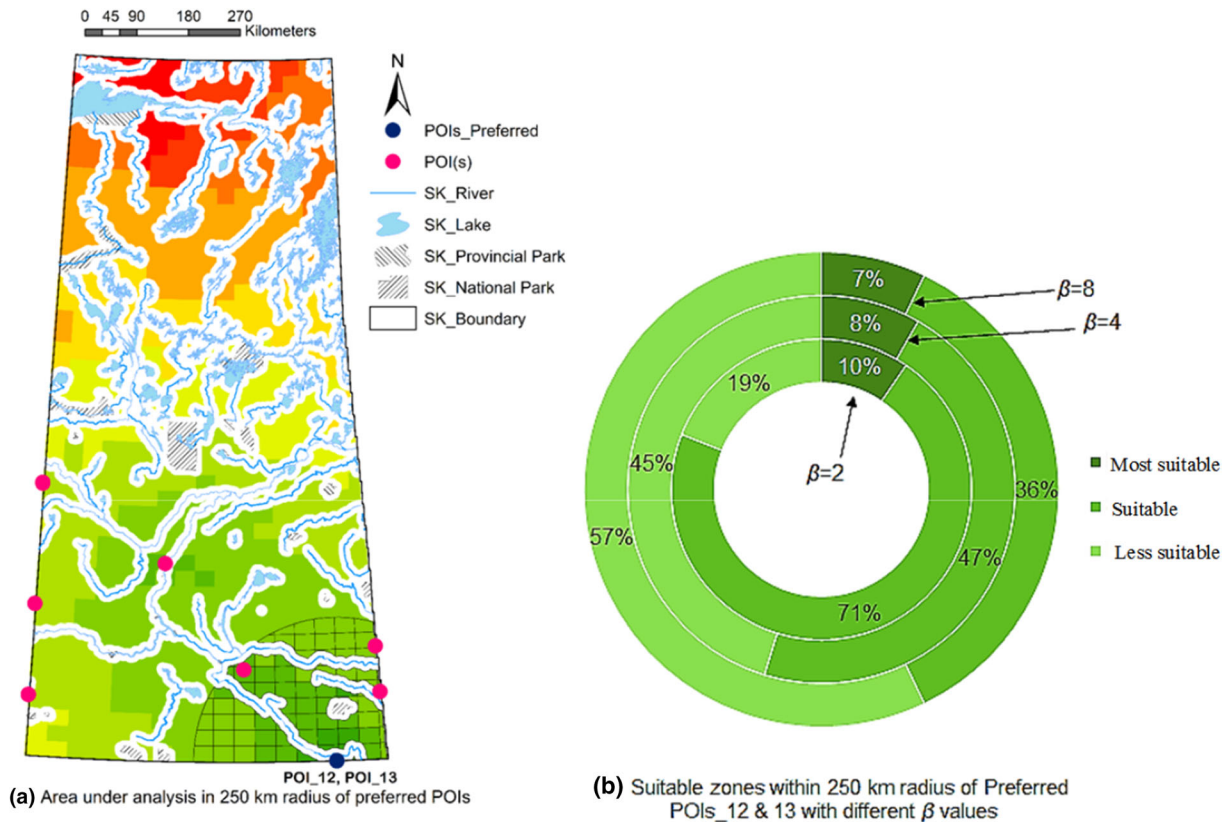 0 45 90 180 270
Kilometers
N
POIs_Preferred
POI(s)
SK_River
SK_Lake
SK_Provincial Park
SK_National Park
SK_Boundary
POI_12, POI_13
(a) Area under analysis in 250 km radius of preferred POIs
7%
β=8
8%
β=4
10%
19%
β=2
45%
36%
57%
47%
71%
Most suitable
Suitable
Less suitable
(b) Suitable zones within 250 km radius of Preferred
POIs_12 & 13 with different β values